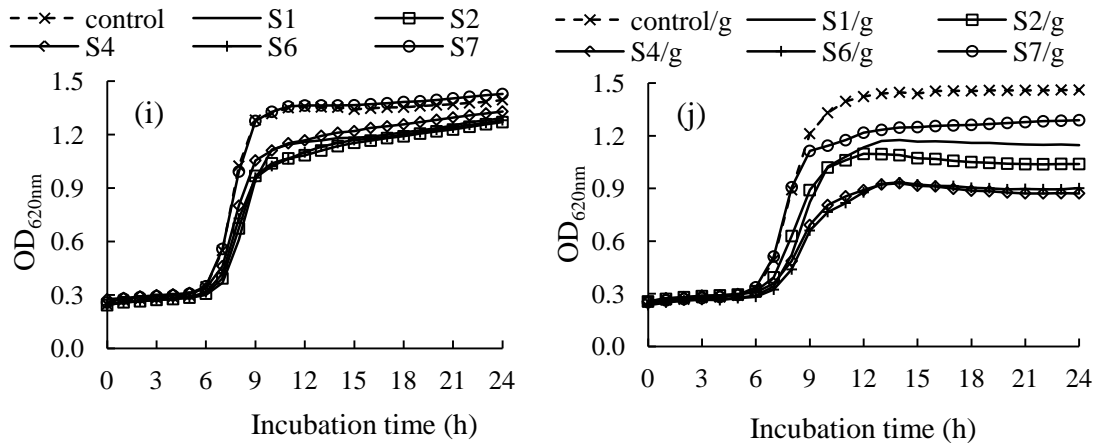 control S1 S2
S4 S6 S7
control/g S1/g S2/g
S4/g S6/g S7/g
(i)
1.5
1.2
0.9
0.6
0.3
0.0
OD620nm
0 3 6 9 12 15 18 21 24
Incubation time (h)
(j)
1.5
1.2
0.9
0.6
0.3
0.0
OD620nm
0 3 6 9 12 15 18 21 24
Incubation time (h)